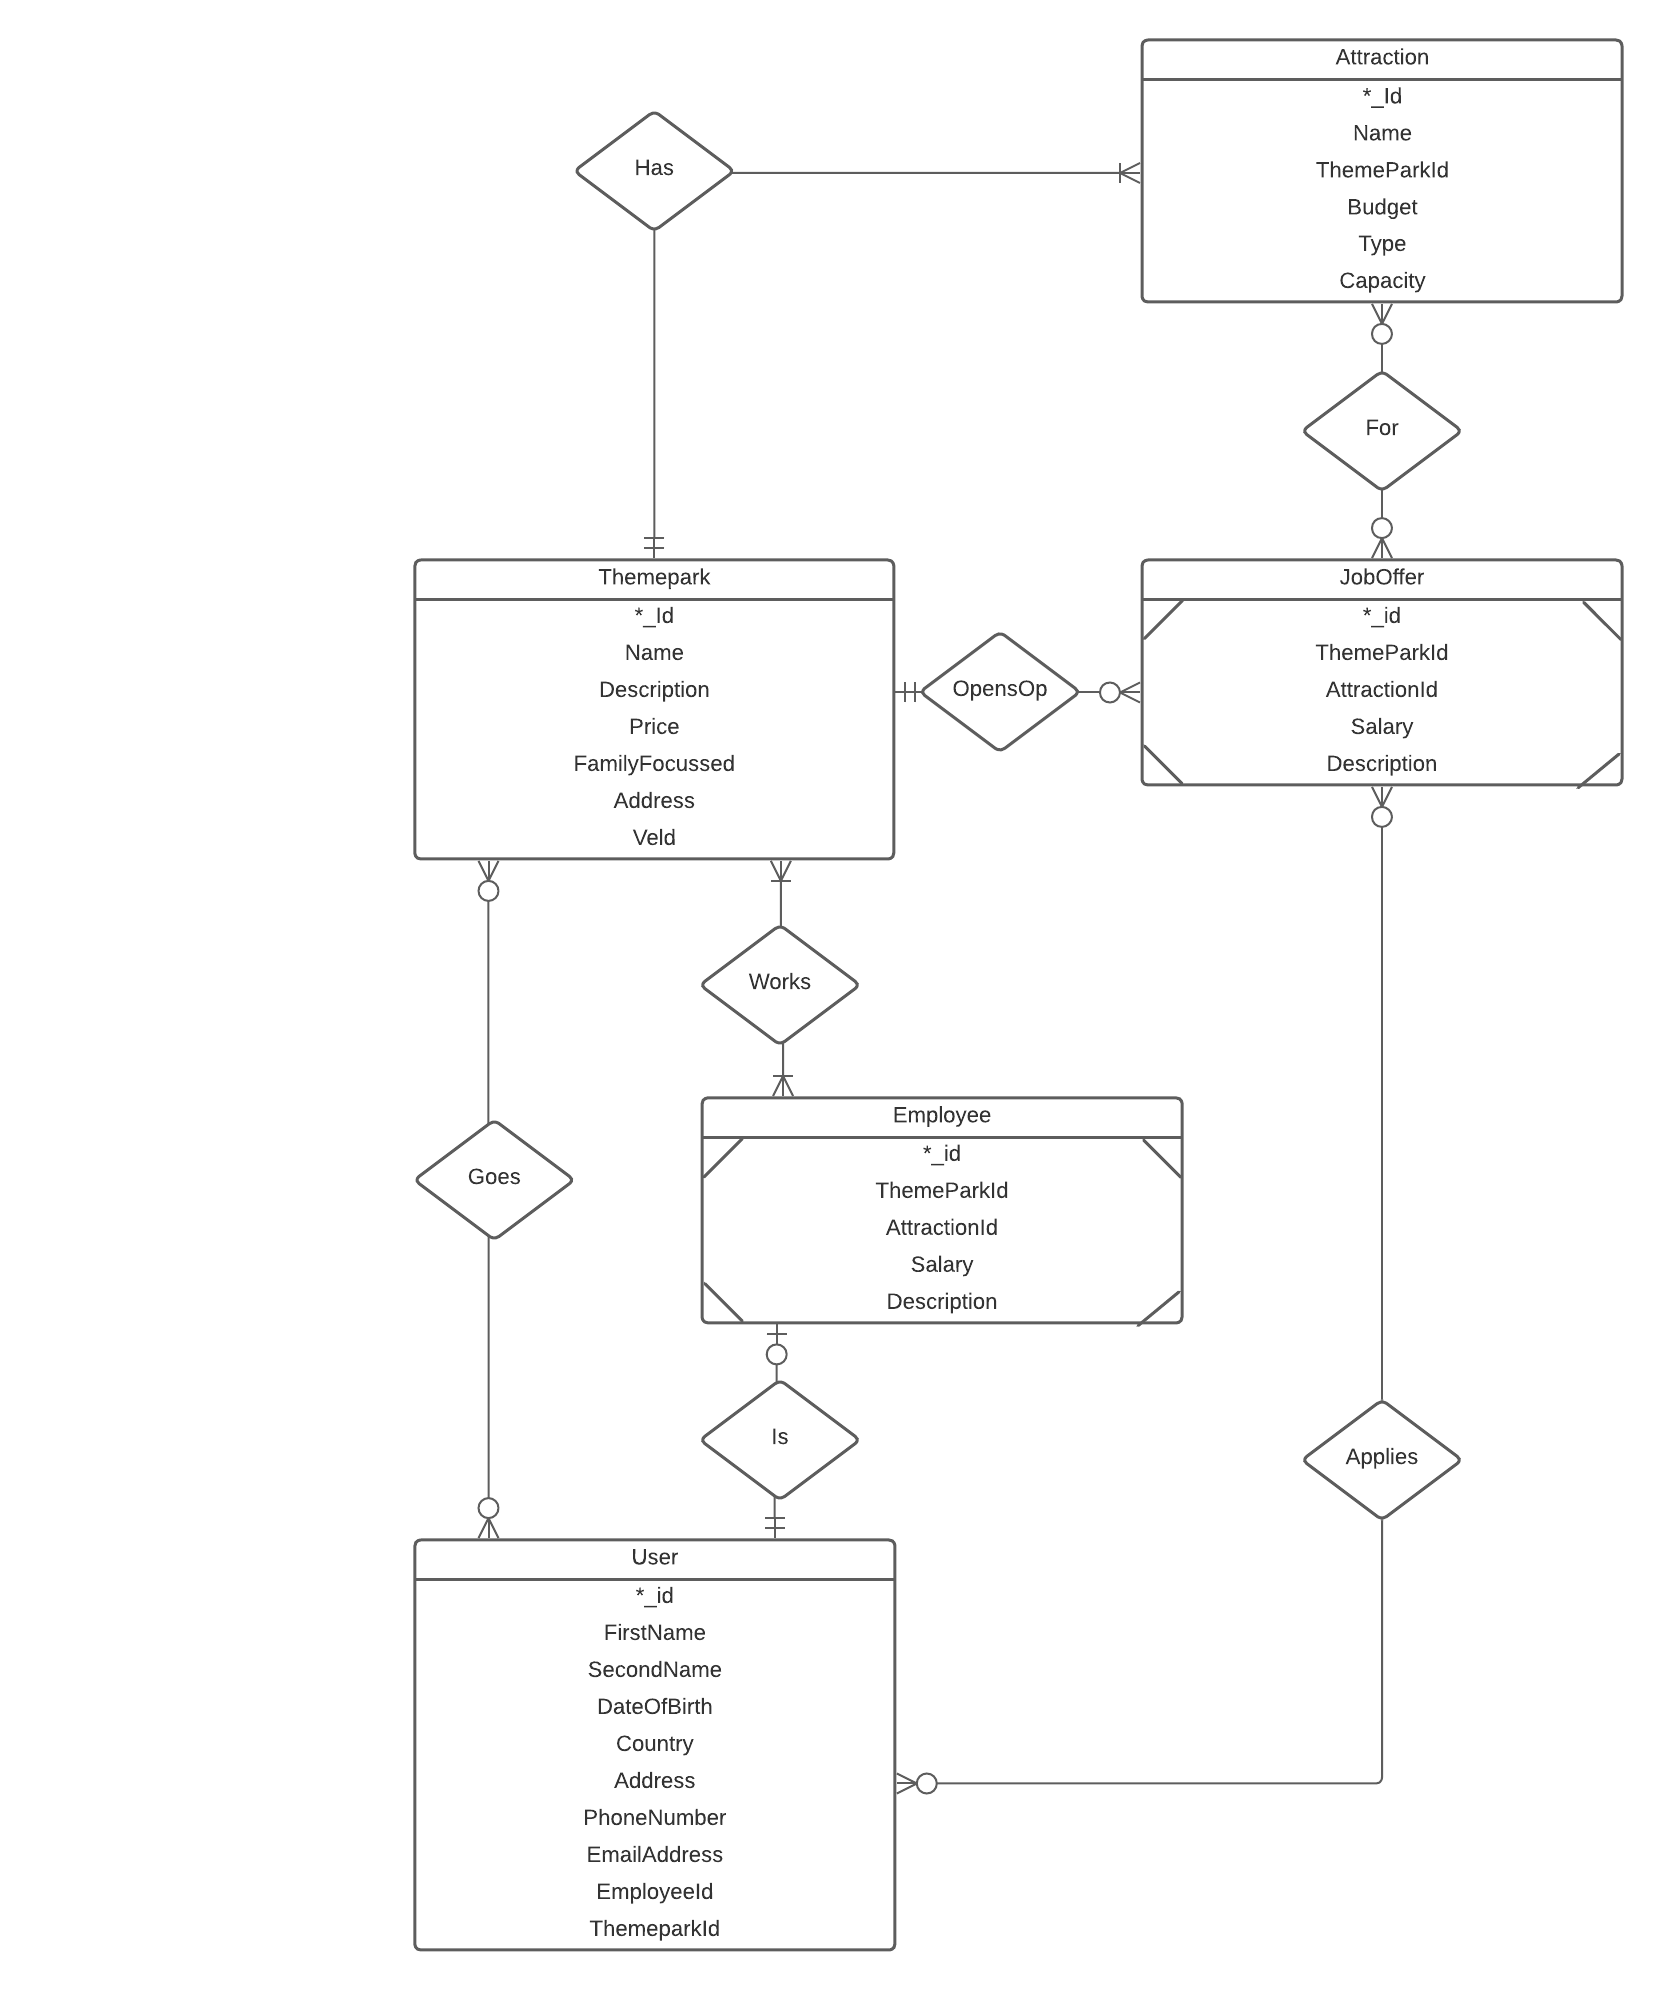 Attraction
*_Id
Name
ThemeParkId
Budget
Type
Capacity
Has
For
Themepark
*_Id
Name
Description
Price
FamilyFocussed
Address
Veld
OpensOp
JobOffer
*_id
ThemeParkId
AttractionId
Salary
Description
Works
Goes
Employee
*_id
ThemeParkId
AttractionId
Salary
Description
Is
Applies
User
*_id
FirstName
SecondName
DateOfBirth
Country
Address
PhoneNumber
EmailAddress
EmployeeId
ThemeparkId